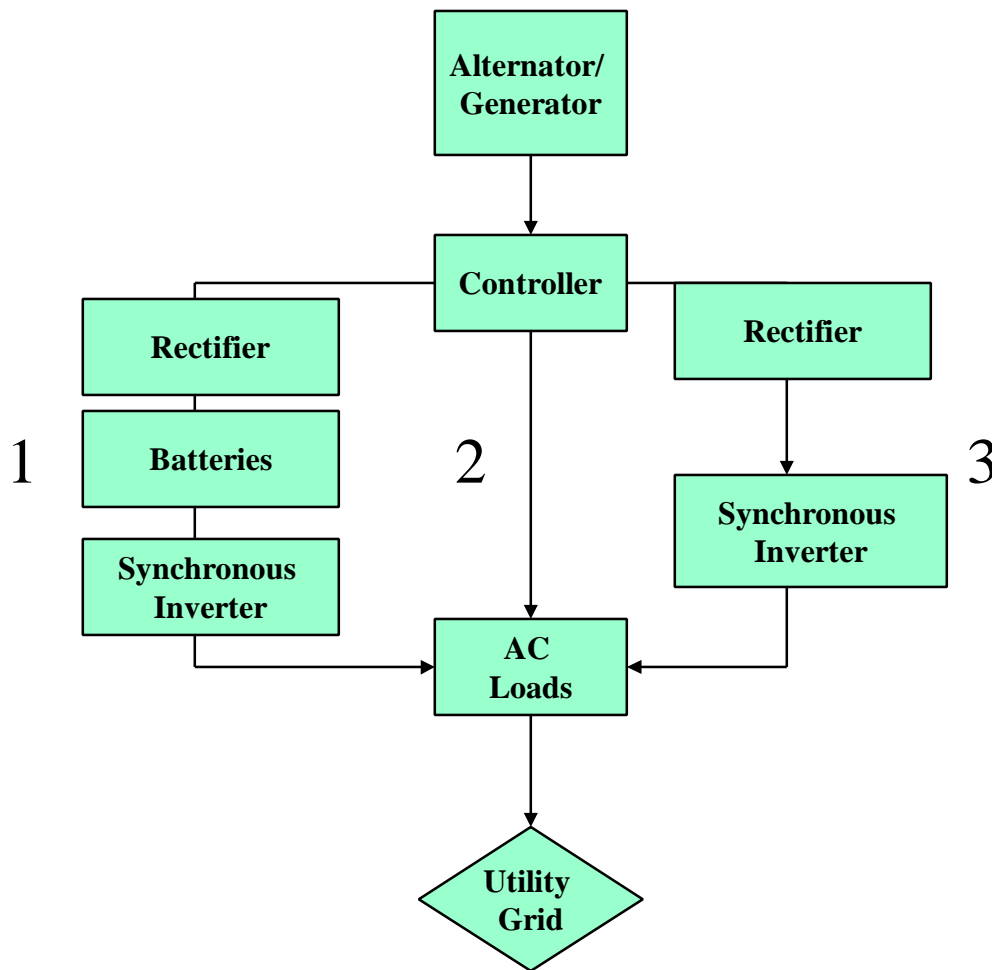 Alternator/
Generator
Controller
Rectifier
Rectifier
1
Batteries
2
3
Synchronous
Inverter
Synchronous
Inverter
AC
Loads
Utility
Grid